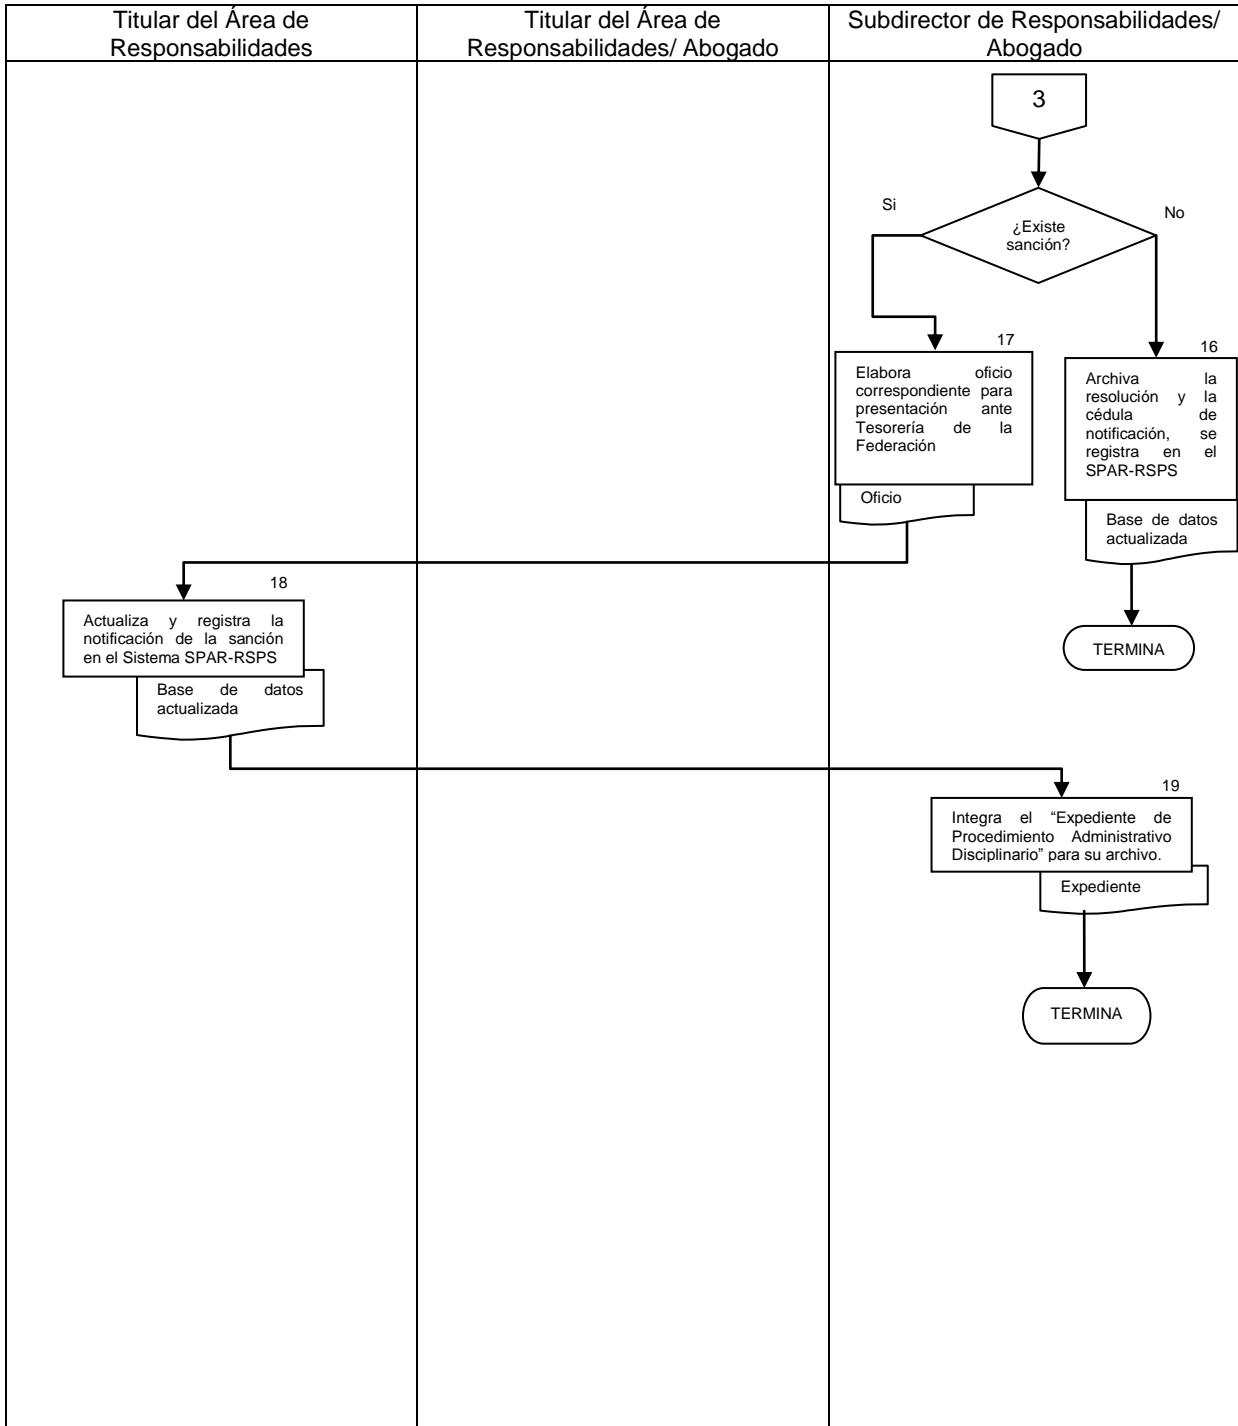 Titular del Área de
Responsabilidades
Titular del Área de
Responsabilidades/ Abogado
Subdirector de Responsabilidades/
Abogado
3
Si
No
¿Existe
sanción?
17
Elabora oficio
correspondiente para
presentación ante
Tesorería de la
Federación
Oficio
16
Archiva la
resolución y la
cédula de
notificación, se
registra en el
SPAR-RSPS
Base de datos
actualizada
TERMINA
18
Actualiza y registra la
notificación de la sanción
en el Sistema SPAR-RSPS
Base de datos
actualizada
19
Integra el “Expediente de
Procedimiento Administrativo
Disciplinario” para su archivo.
Expediente
TERMINA